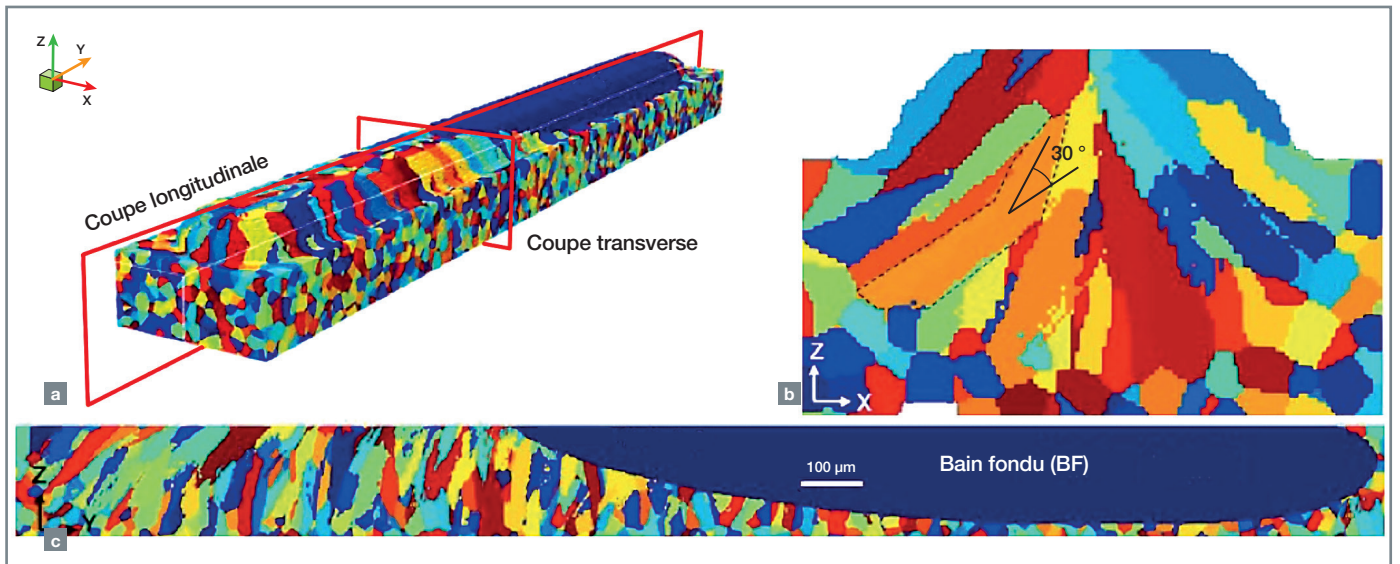 Z
Y
X
Coupe longitudinale
Coupe transverse
a
30 °
Z
X
b
Z
Y
100 µm
Bain fondu (BF)
c